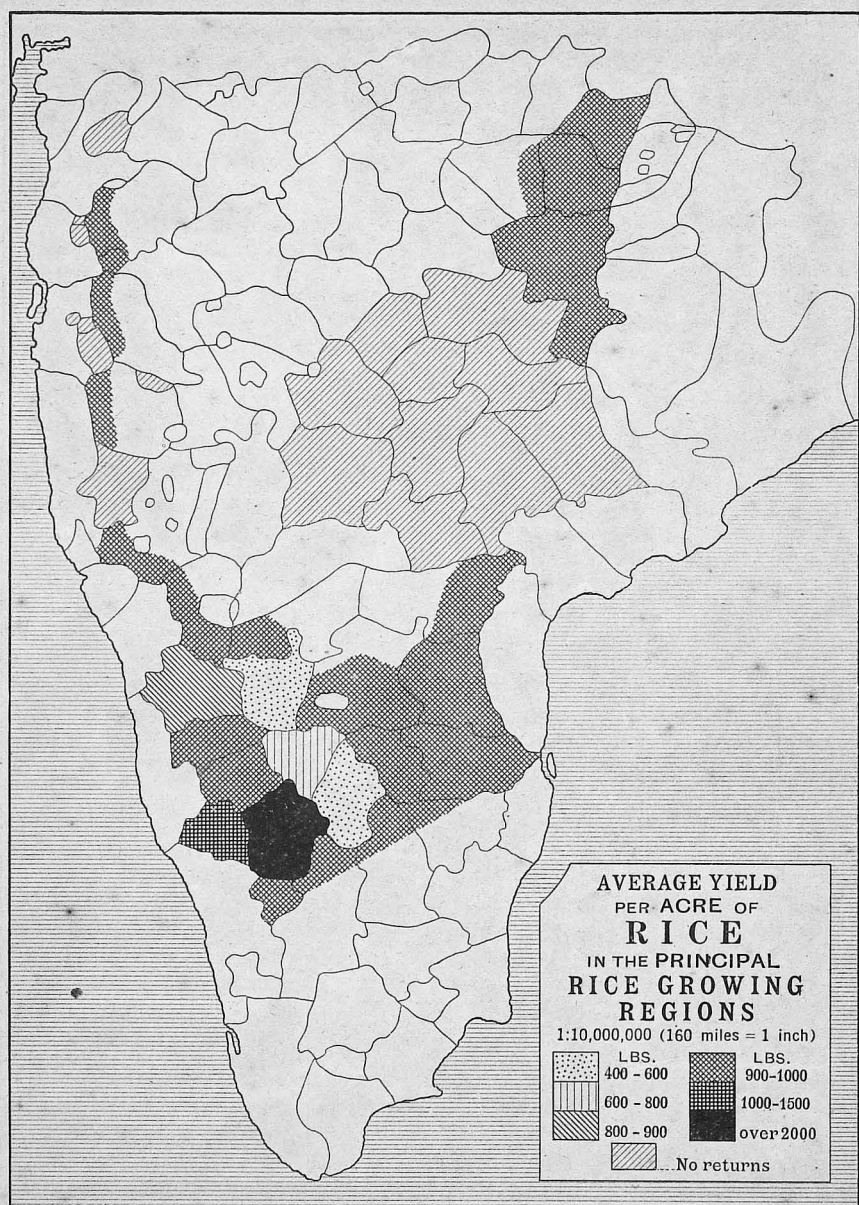 AVERAGE YIELD
PER ACRE OF
RICE
IN THE PRINCIPAL
RICE GROWING
REGIONS
1:10,000,000 (160 miles = 1 inch)
LBS. LBS.
400-600 900-1000
600 - 800 1000-1500
800 - 900 over 2000
No returns